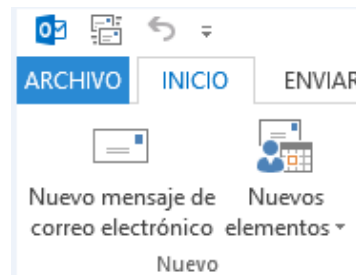 ARCHIVO INICIO ENVIAR
Nuevo mensaje de Nuevos
correo electrónico elementos
Nuevo